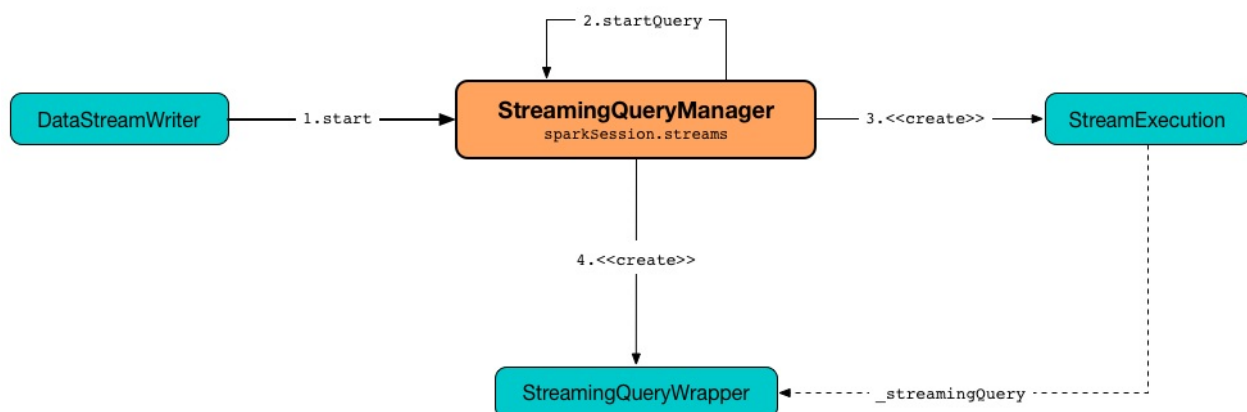 2.startQuery
DataStreamWriter
1.start
StreamingQueryManager
sparkSession.streams
3.<<create>>
StreamExecution
4.<<create>>
StreamingQueryWrapper
_streamingQuery